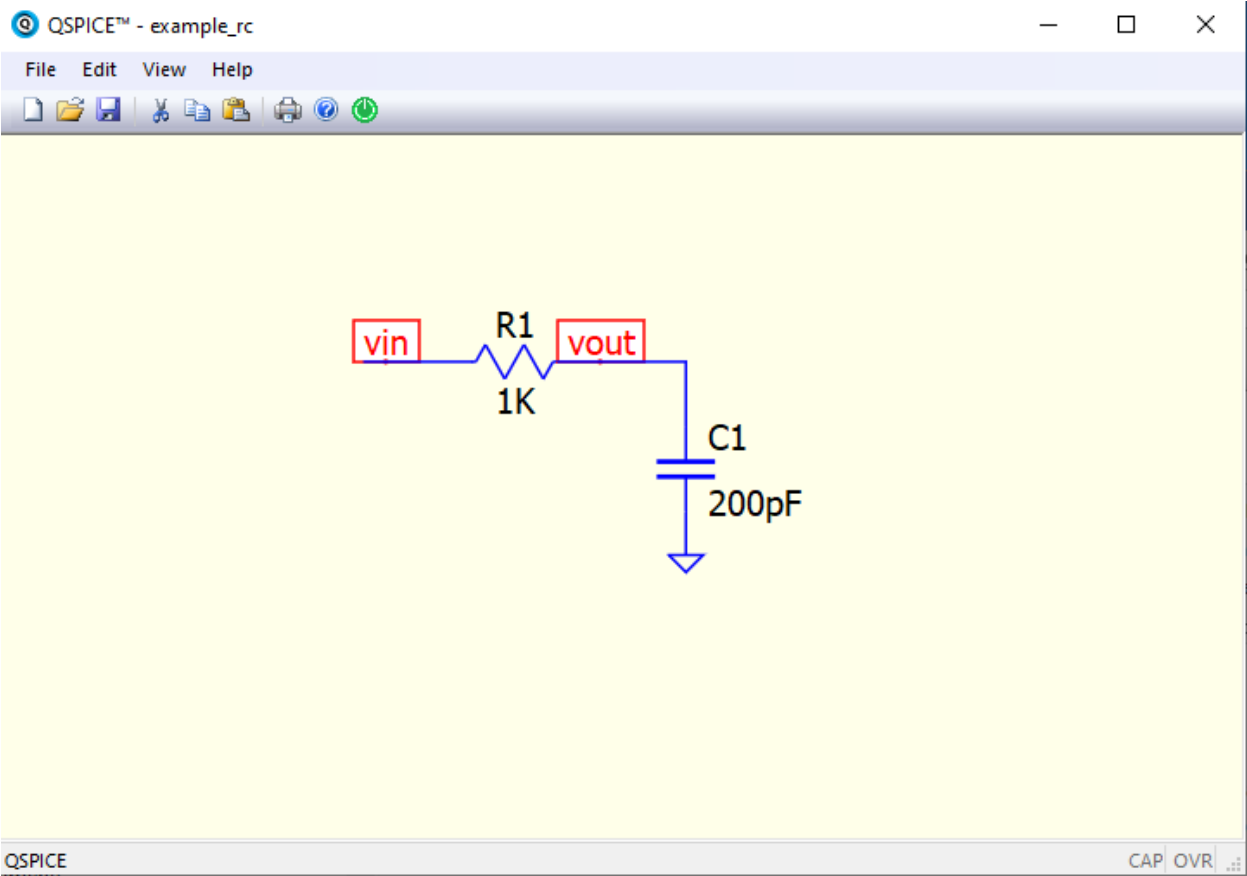 QSPICE™ - example_rc
File Edit View Help
R1
vin
vout
1K
C1
200pF
QSPICE
CAP OVR